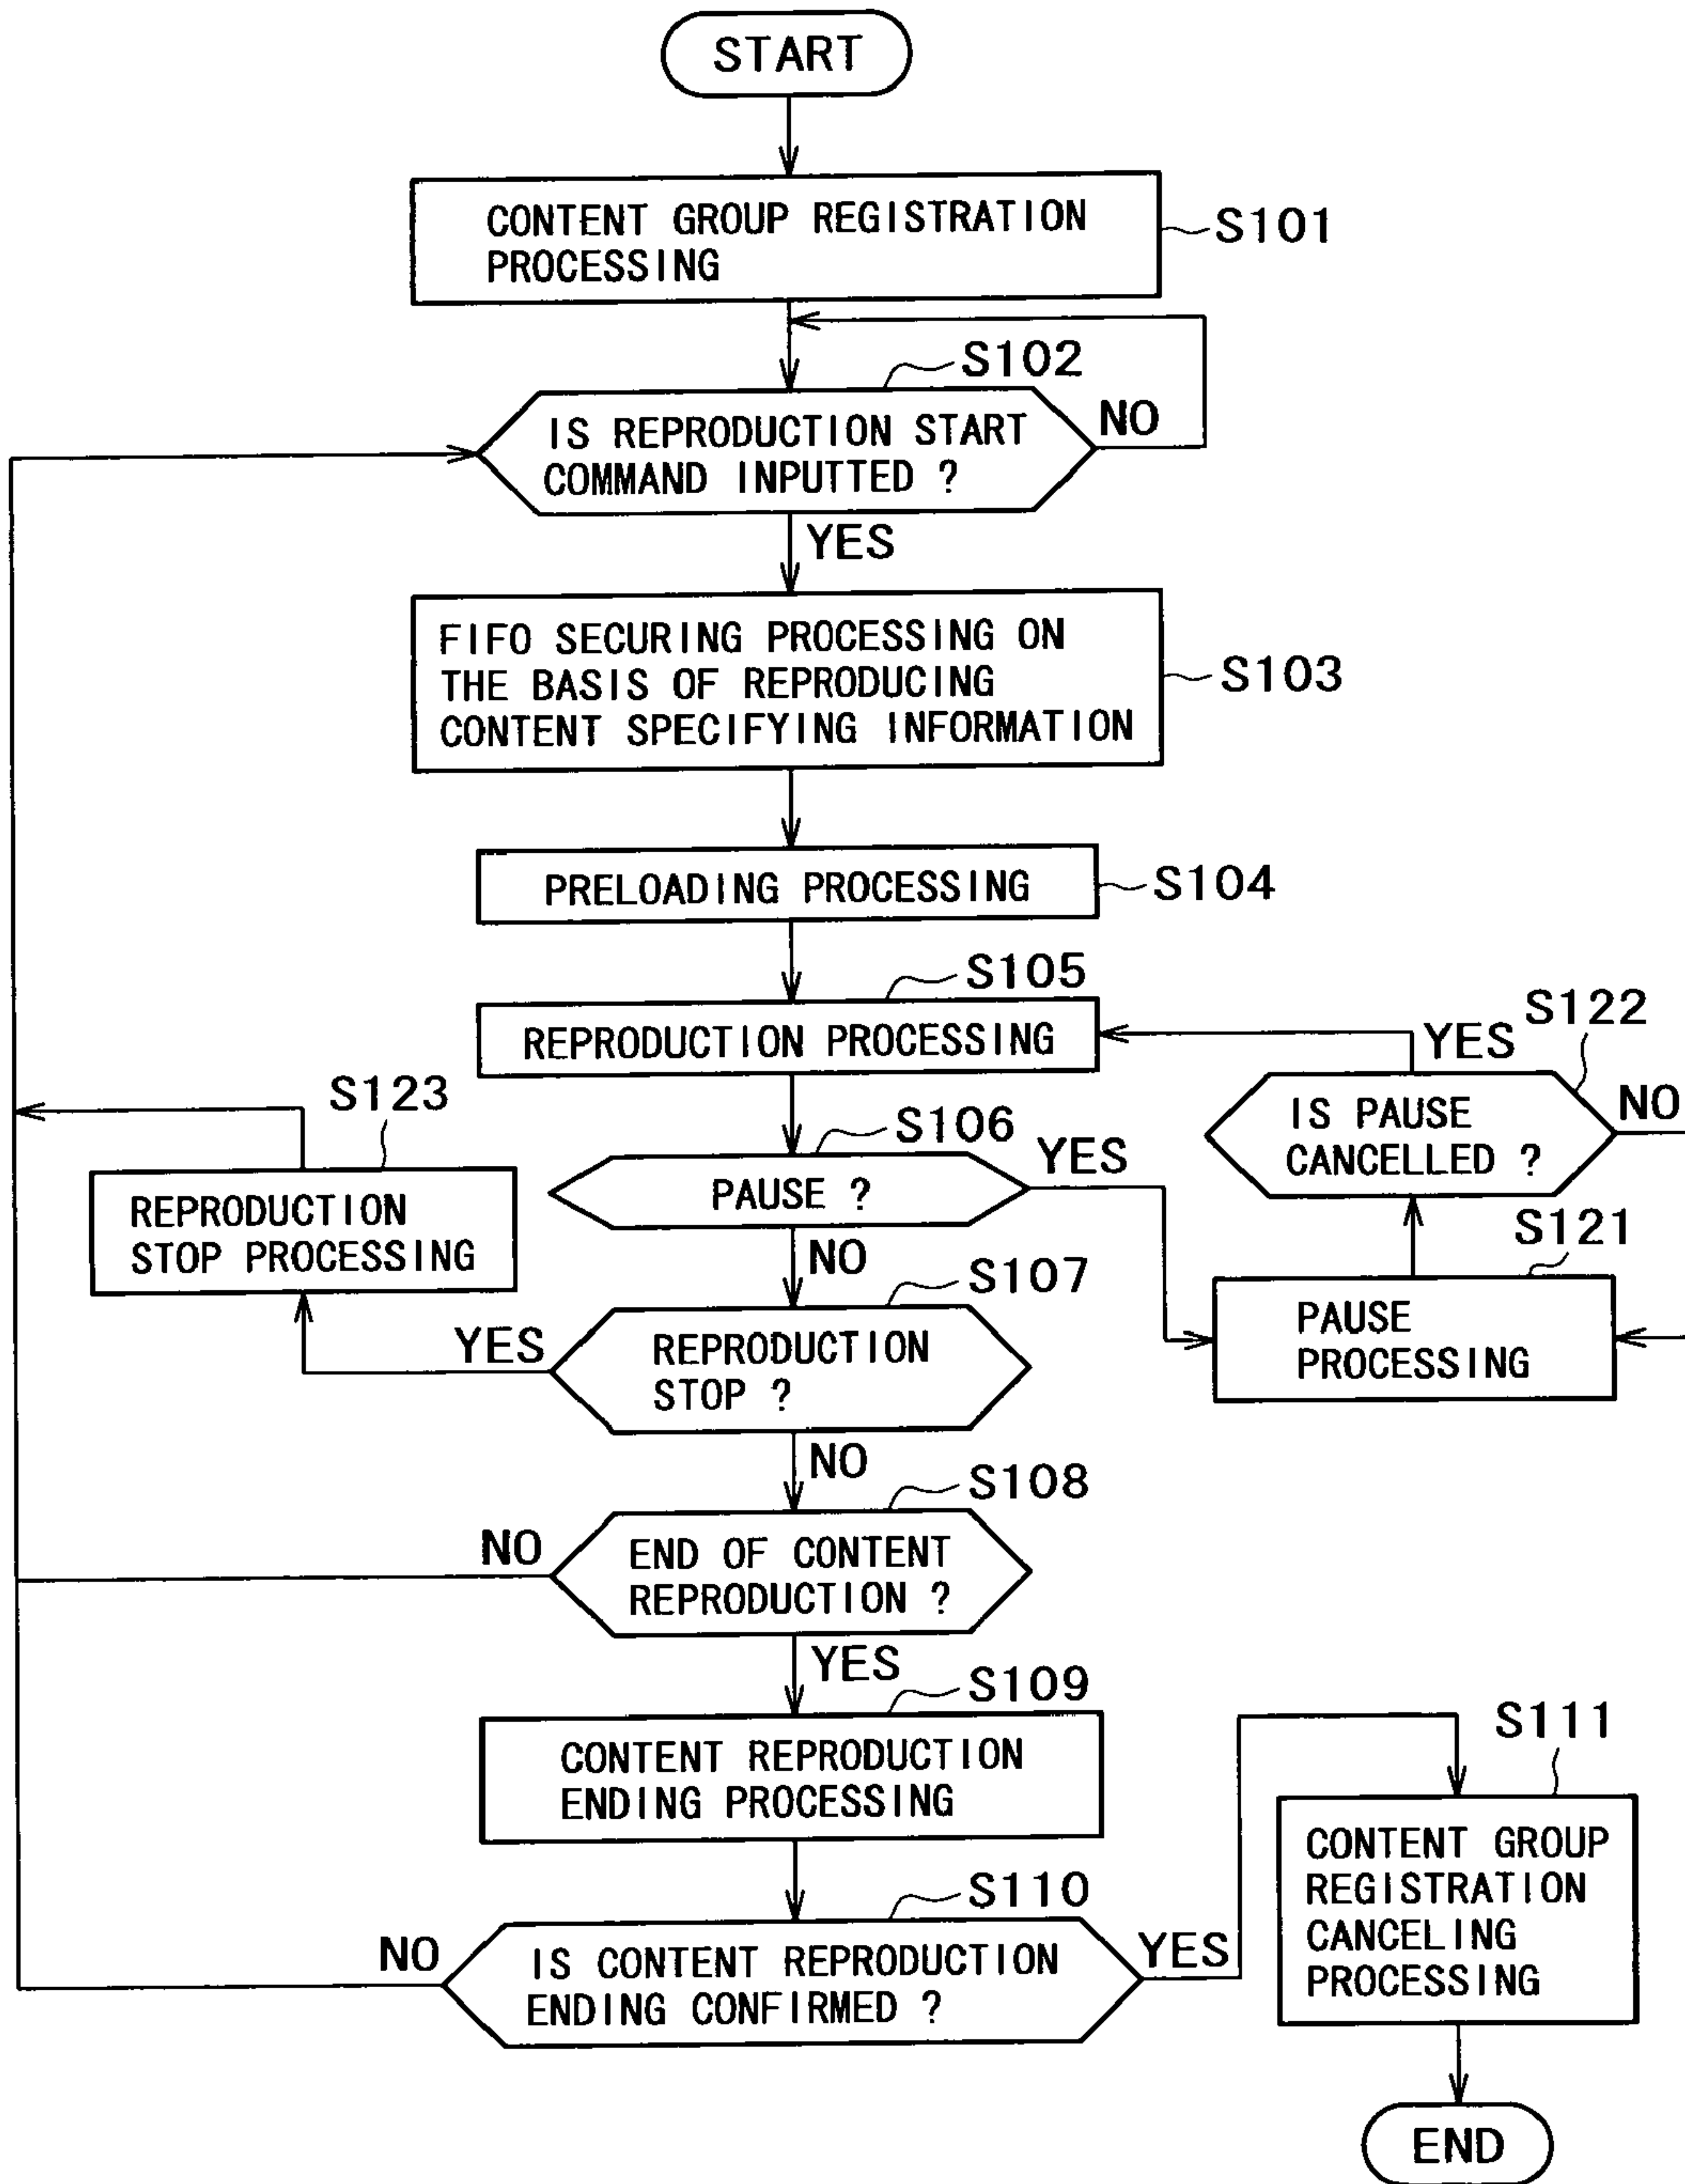 START
CONTENT GROUP REGISTRATION
PROCESSING
S101
S102
IS REPRODUCTION START
COMMAND INPUTTED ?
NO
YES
FIFO SECURING PROCESSING ON
THE BASIS OF REPRODUCING
CONTENT SPECIFYING INFORMATION
S103
PRELOADING PROCESSING
S104
S105
REPRODUCTION PROCESSING
YES
S122
IS PAUSE
CANCELLED ?
NO
S123
REPRODUCTION
STOP PROCESSING
S106
PAUSE ?
YES
NO
S121
PAUSE
PROCESSING
S107
YES
REPRODUCTION
STOP ?
NO
S108
NO
END OF CONTENT
REPRODUCTION ?
YES
S109
CONTENT REPRODUCTION
ENDING PROCESSING
S110
NO
IS CONTENT REPRODUCTION
ENDING CONFIRMED ?
YES
S111
CONTENT GROUP
REGISTRATION
CANCELING
PROCESSING
END